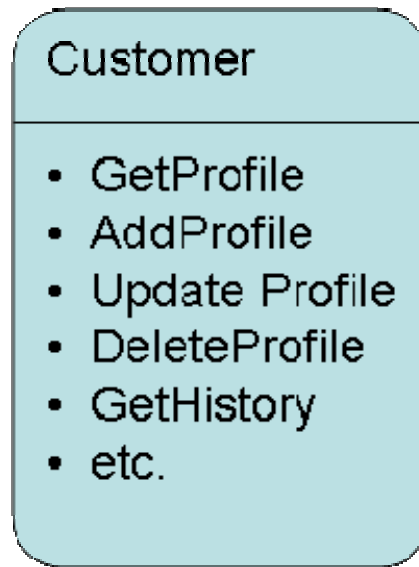 Customer
• GetProfile
• AddProfile
• Update Profile
• DeleteProfile
• GetHistory
• etc.